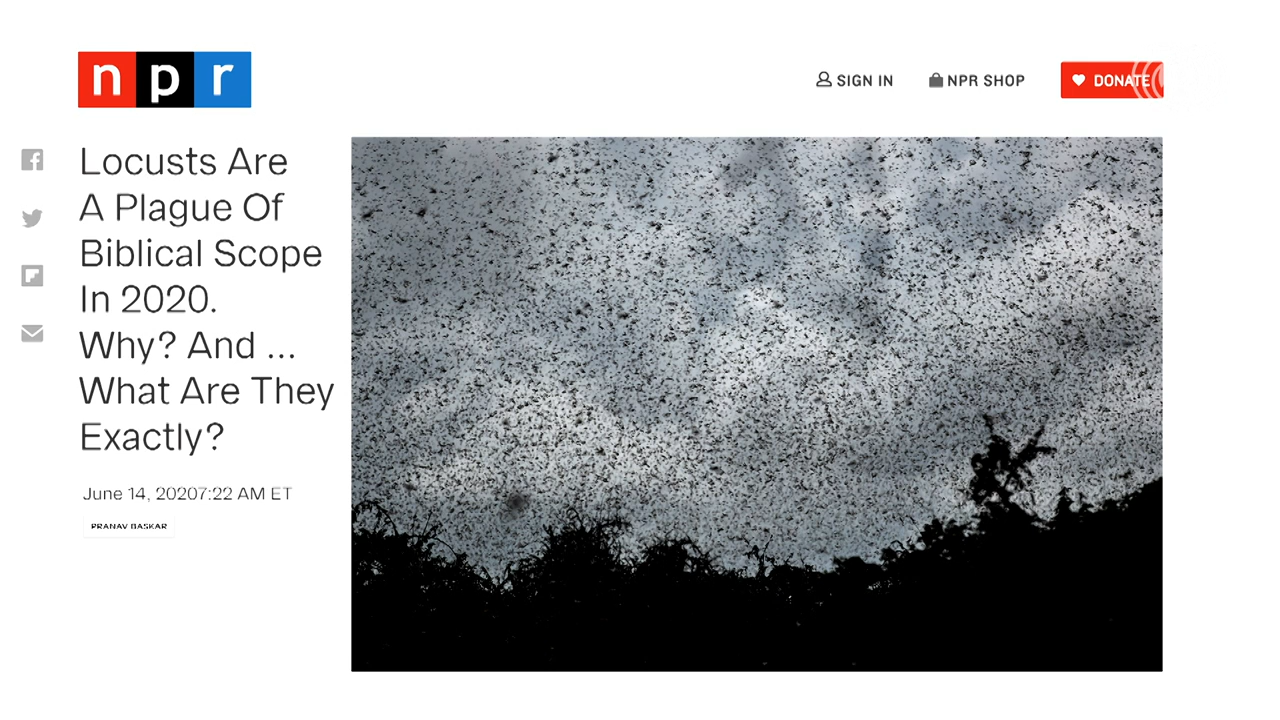 npr
SIGN IN
NPR SHOP
DONATE
Locusts Are
A Plague Of
Biblical Scope
In 2020.
Why? And ...
What Are They
Exactly?
June 14, 20207:22 AM ET
PRANAV BASKAR